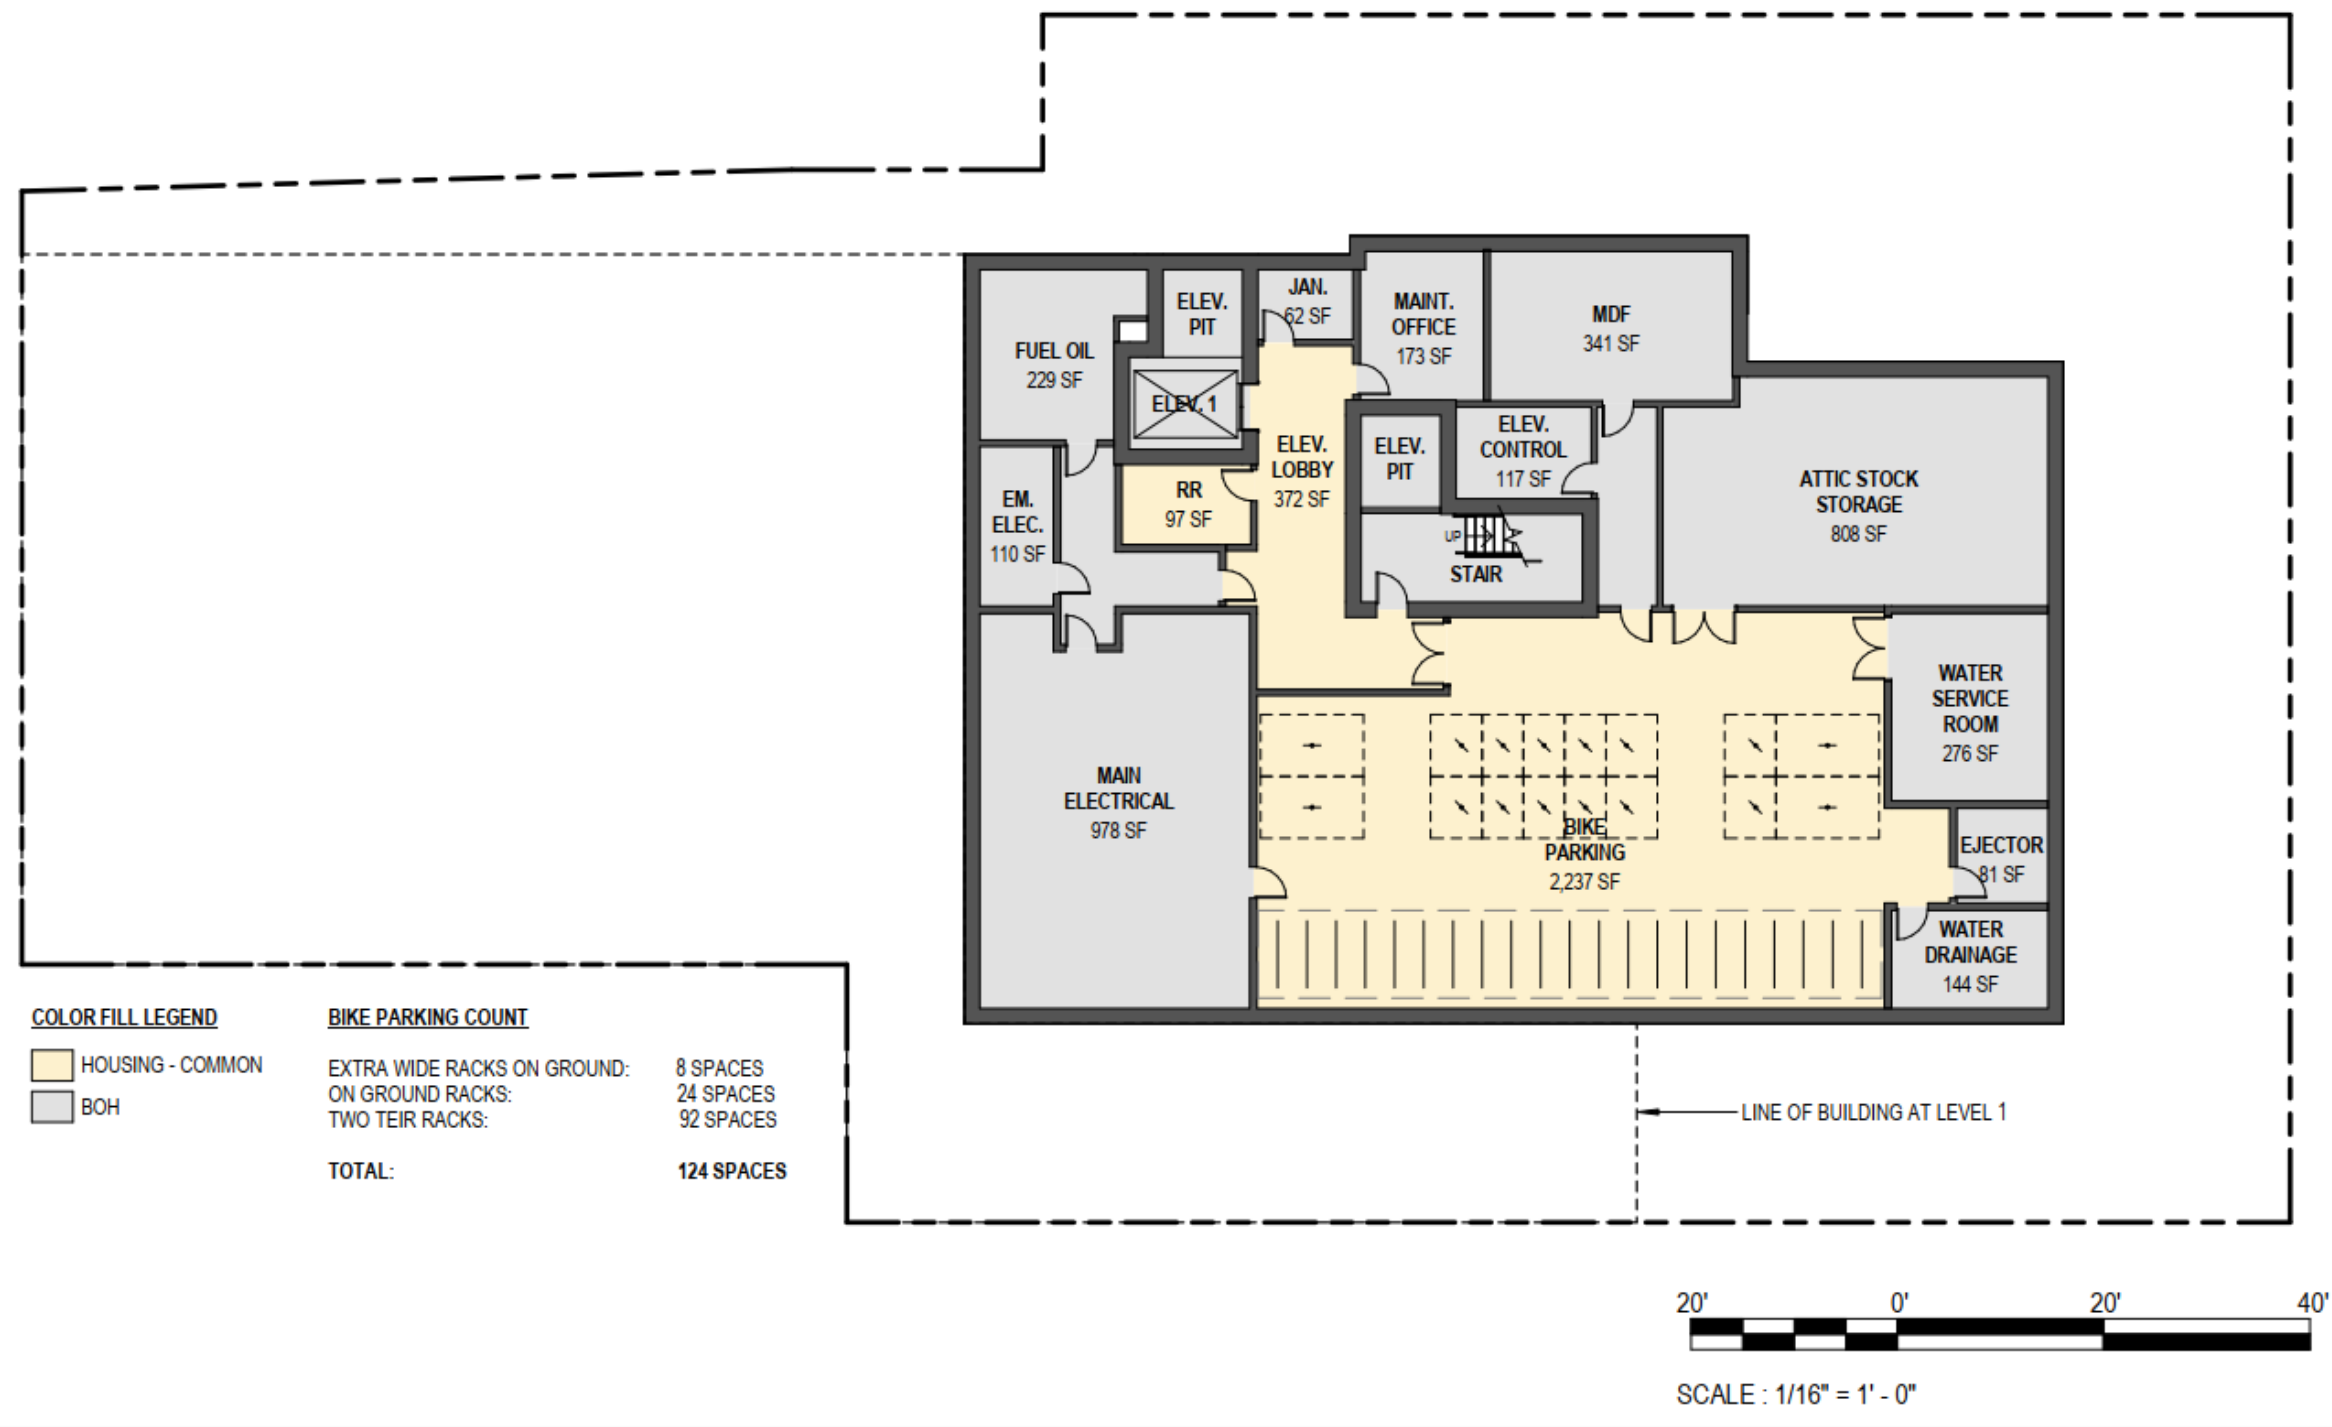 ELEV.
PIT
JAN.
62 SF
MAINT.
OFFICE
173 SF
MDF
341 SF
FUEL OIL
229 SF
ELEV. 1
ELEV.
LOBBY
372 SF
ELEV.
PIT
ELEV.
CONTROL
117 SF
ATTIC STOCK
STORAGE
808 SF
RR
97 SF
EM.
ELEC.
110 SF
UP
STAIR
WATER
SERVICE
ROOM
276 SF
MAIN
ELECTRICAL
978 SF
BIKE
PARKING
2,237 SF
EJECTOR
81 SF
WATER
DRAINAGE
144 SF
COLOR FILL LEGEND
HOUSING - COMMON
BOH
BIKE PARKING COUNT
EXTRA WIDE RACKS ON GROUND: 8 SPACES
ON GROUND RACKS: 24 SPACES
TWO TEIR RACKS: 92 SPACES
TOTAL: 124 SPACES
LINE OF BUILDING AT LEVEL 1
20' 0' 20' 40'
SCALE : 1/16" = 1' - 0"